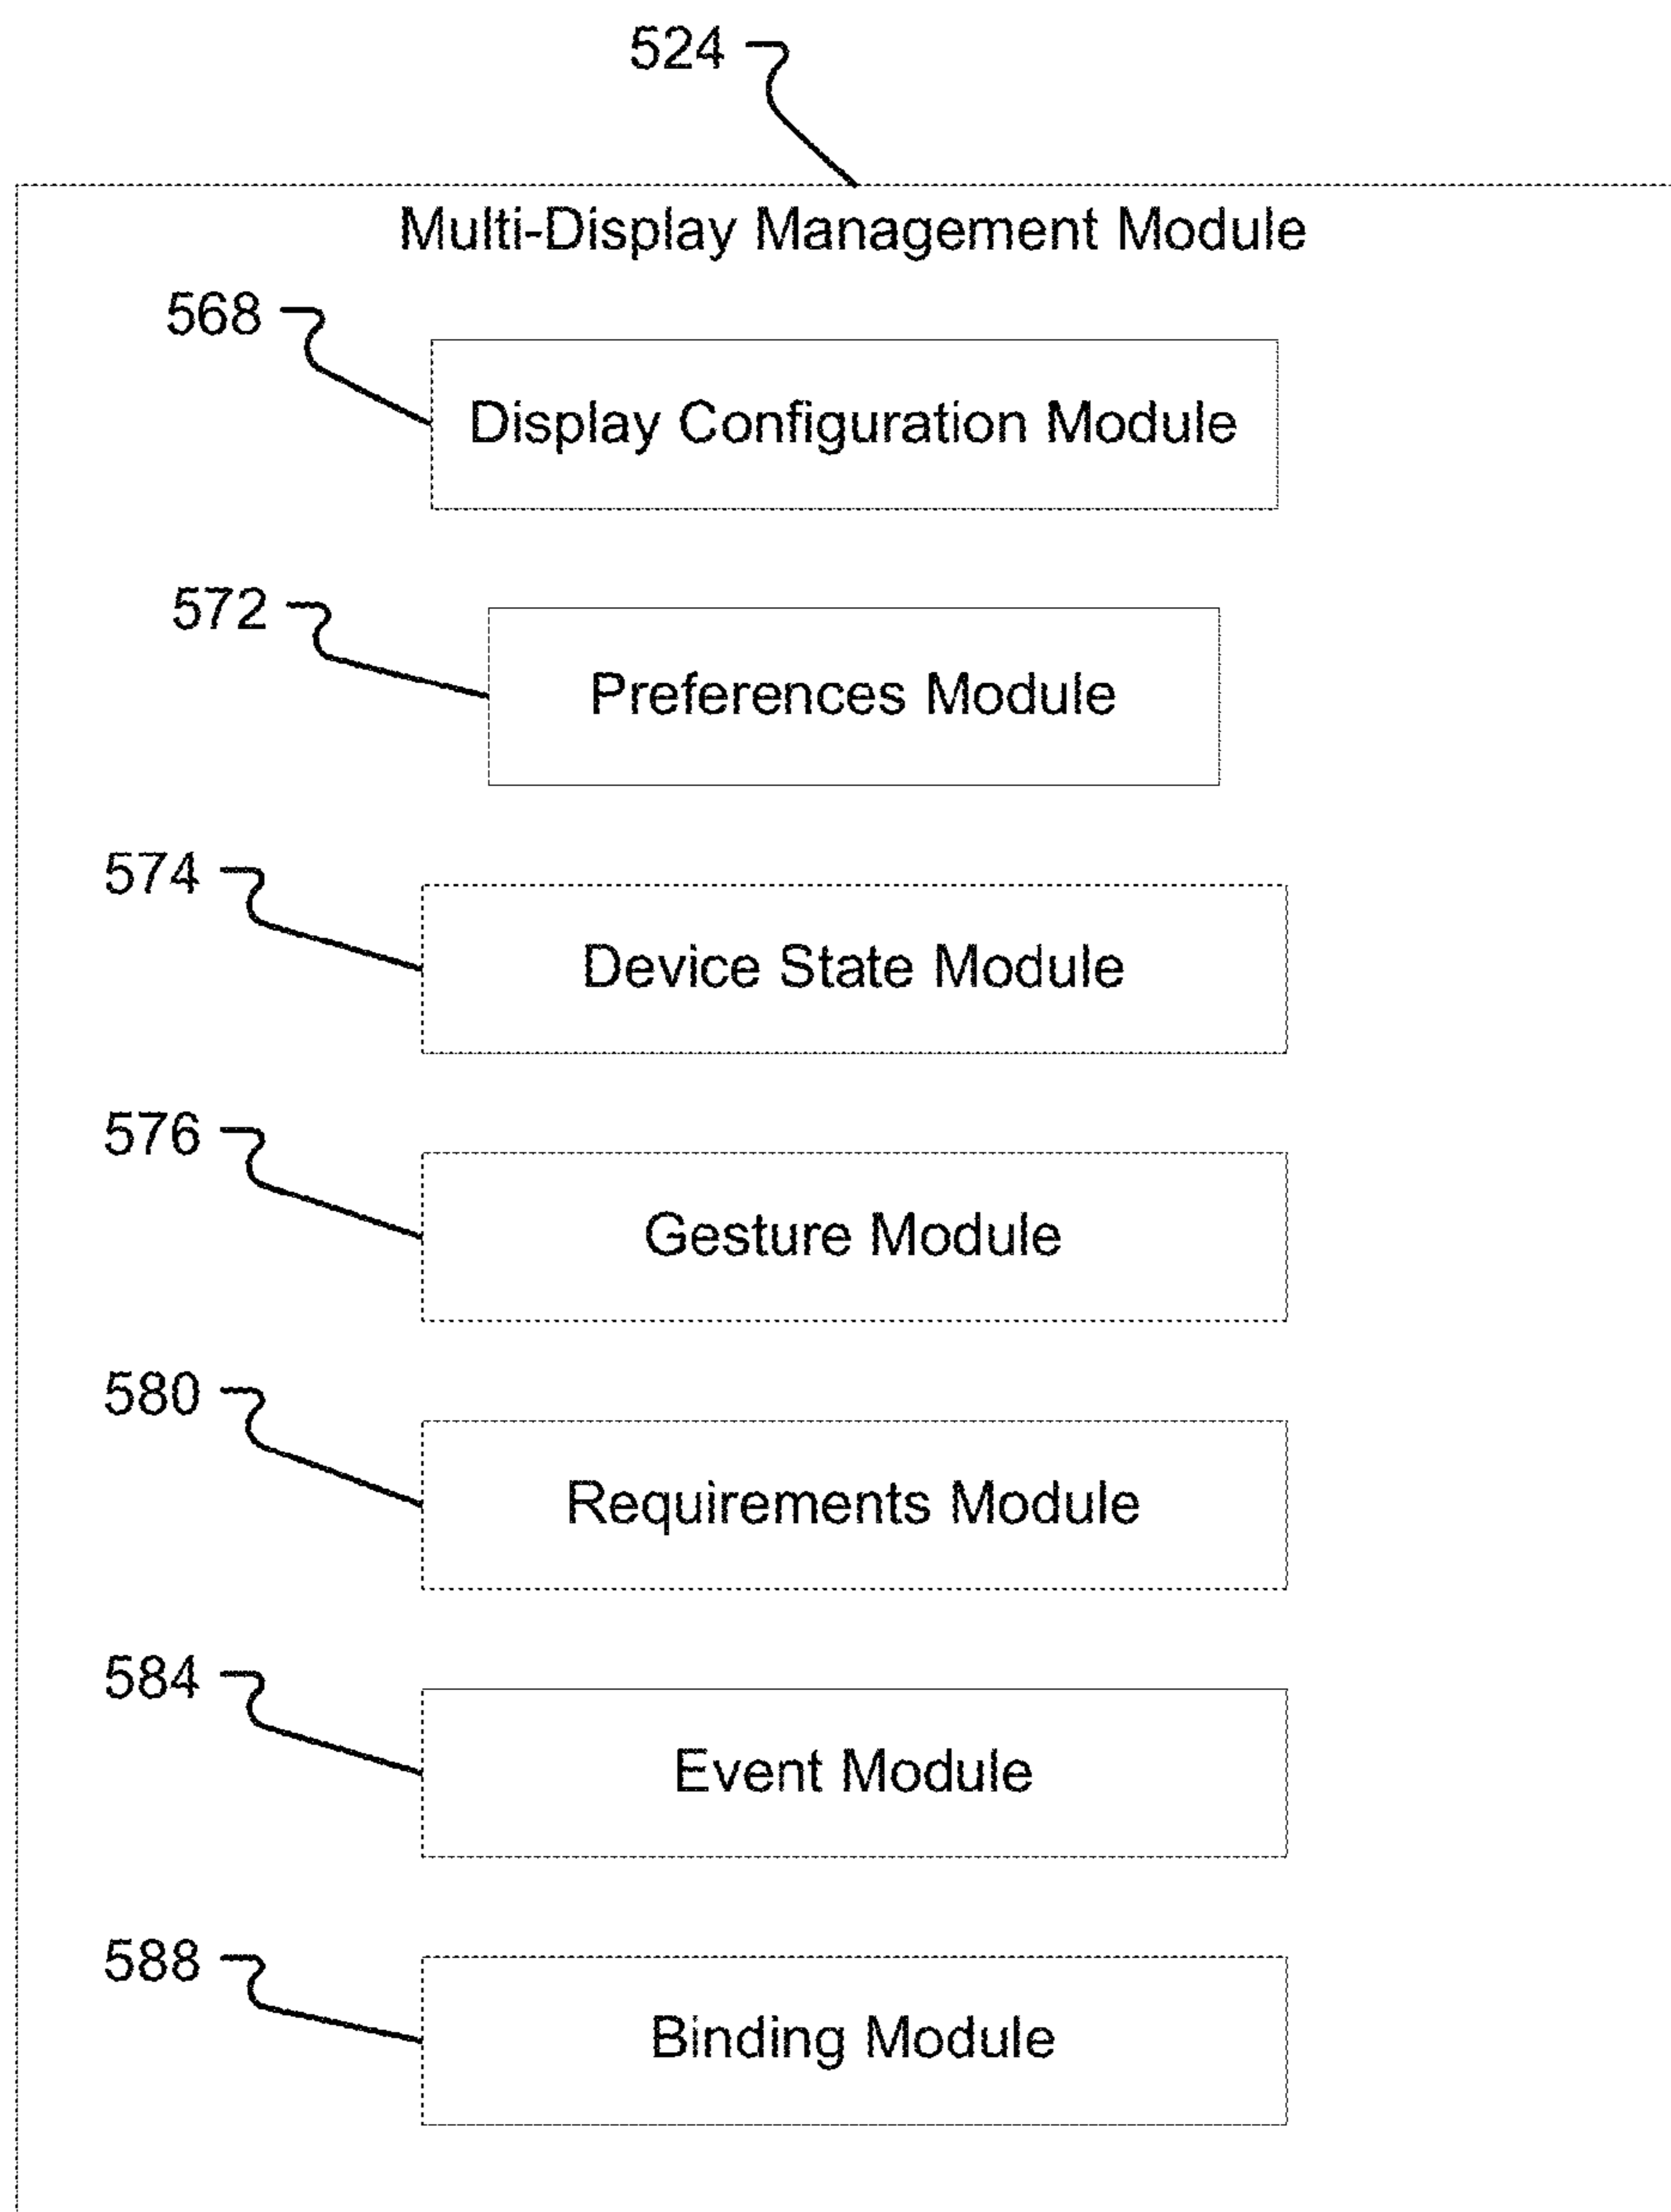 524
Multi-Display Management Module
568
Display Configuration Module
572
Preferences Module
574
Device State Module
576
Gesture Module
580
Requirements Module
584
Event Module
588
Binding Module